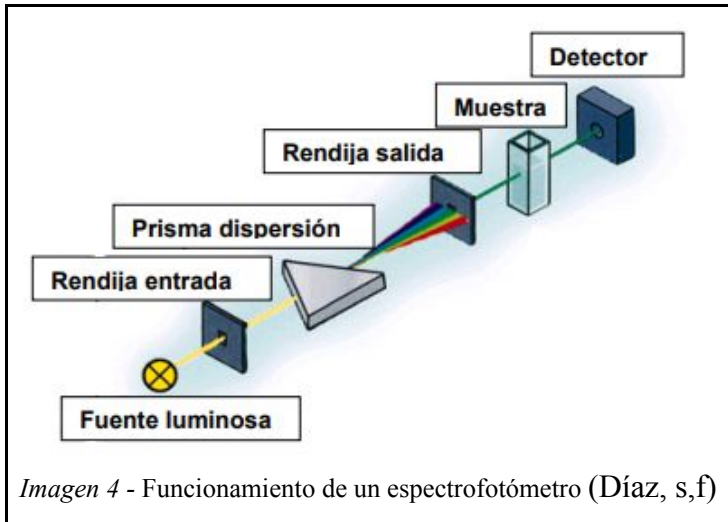 Detector
Muestra
Rendija salida
Prisma dispersión
Rendija entrada
Fuente luminosa
Imagen 4 - Funcionamiento de un espectrofotómetro (Díaz, s,f)